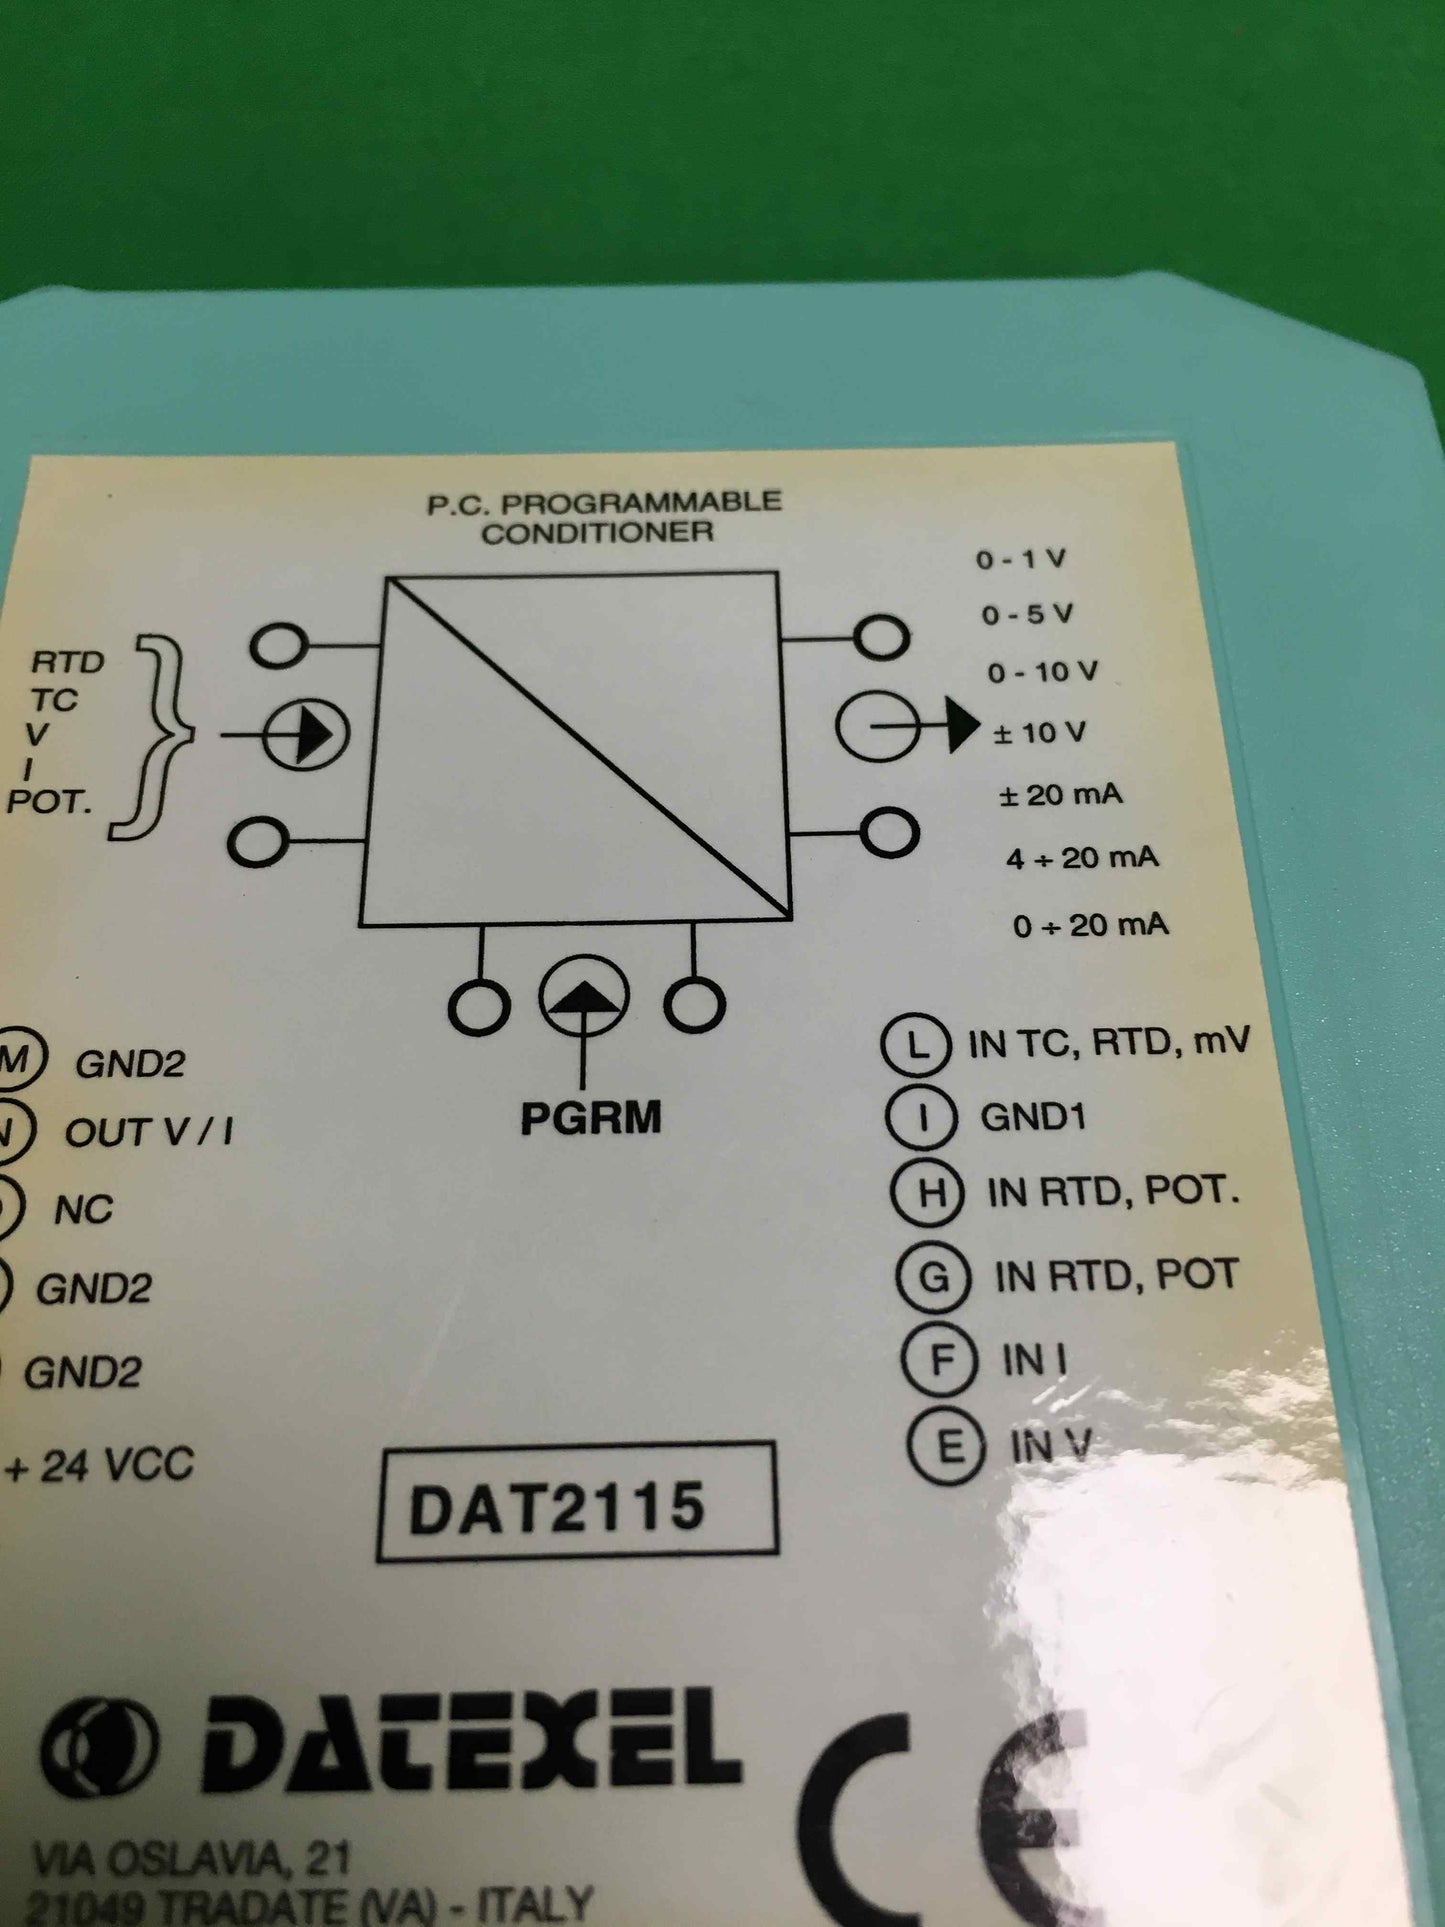 P.C. PROGRAMMABLE
CONDITIONER
RTD
TC
V
I
POT.
0 - 1 V
0 - 5 V
0 - 10 V
± 10 V
± 20 mA
4 ÷ 20 mA
0 ÷ 20 mA
PGRM
M GND2
N OUT V / I
NC
GND2
GND2
+ 24 VCC
L IN TC, RTD, mV
I GND1
H IN RTD, POT.
G IN RTD, POT
F IN I
E IN V
DAT2115
DATEXEL
CE
VIA OSLAVIA, 21
21049 TRADATE (VA) - ITALY